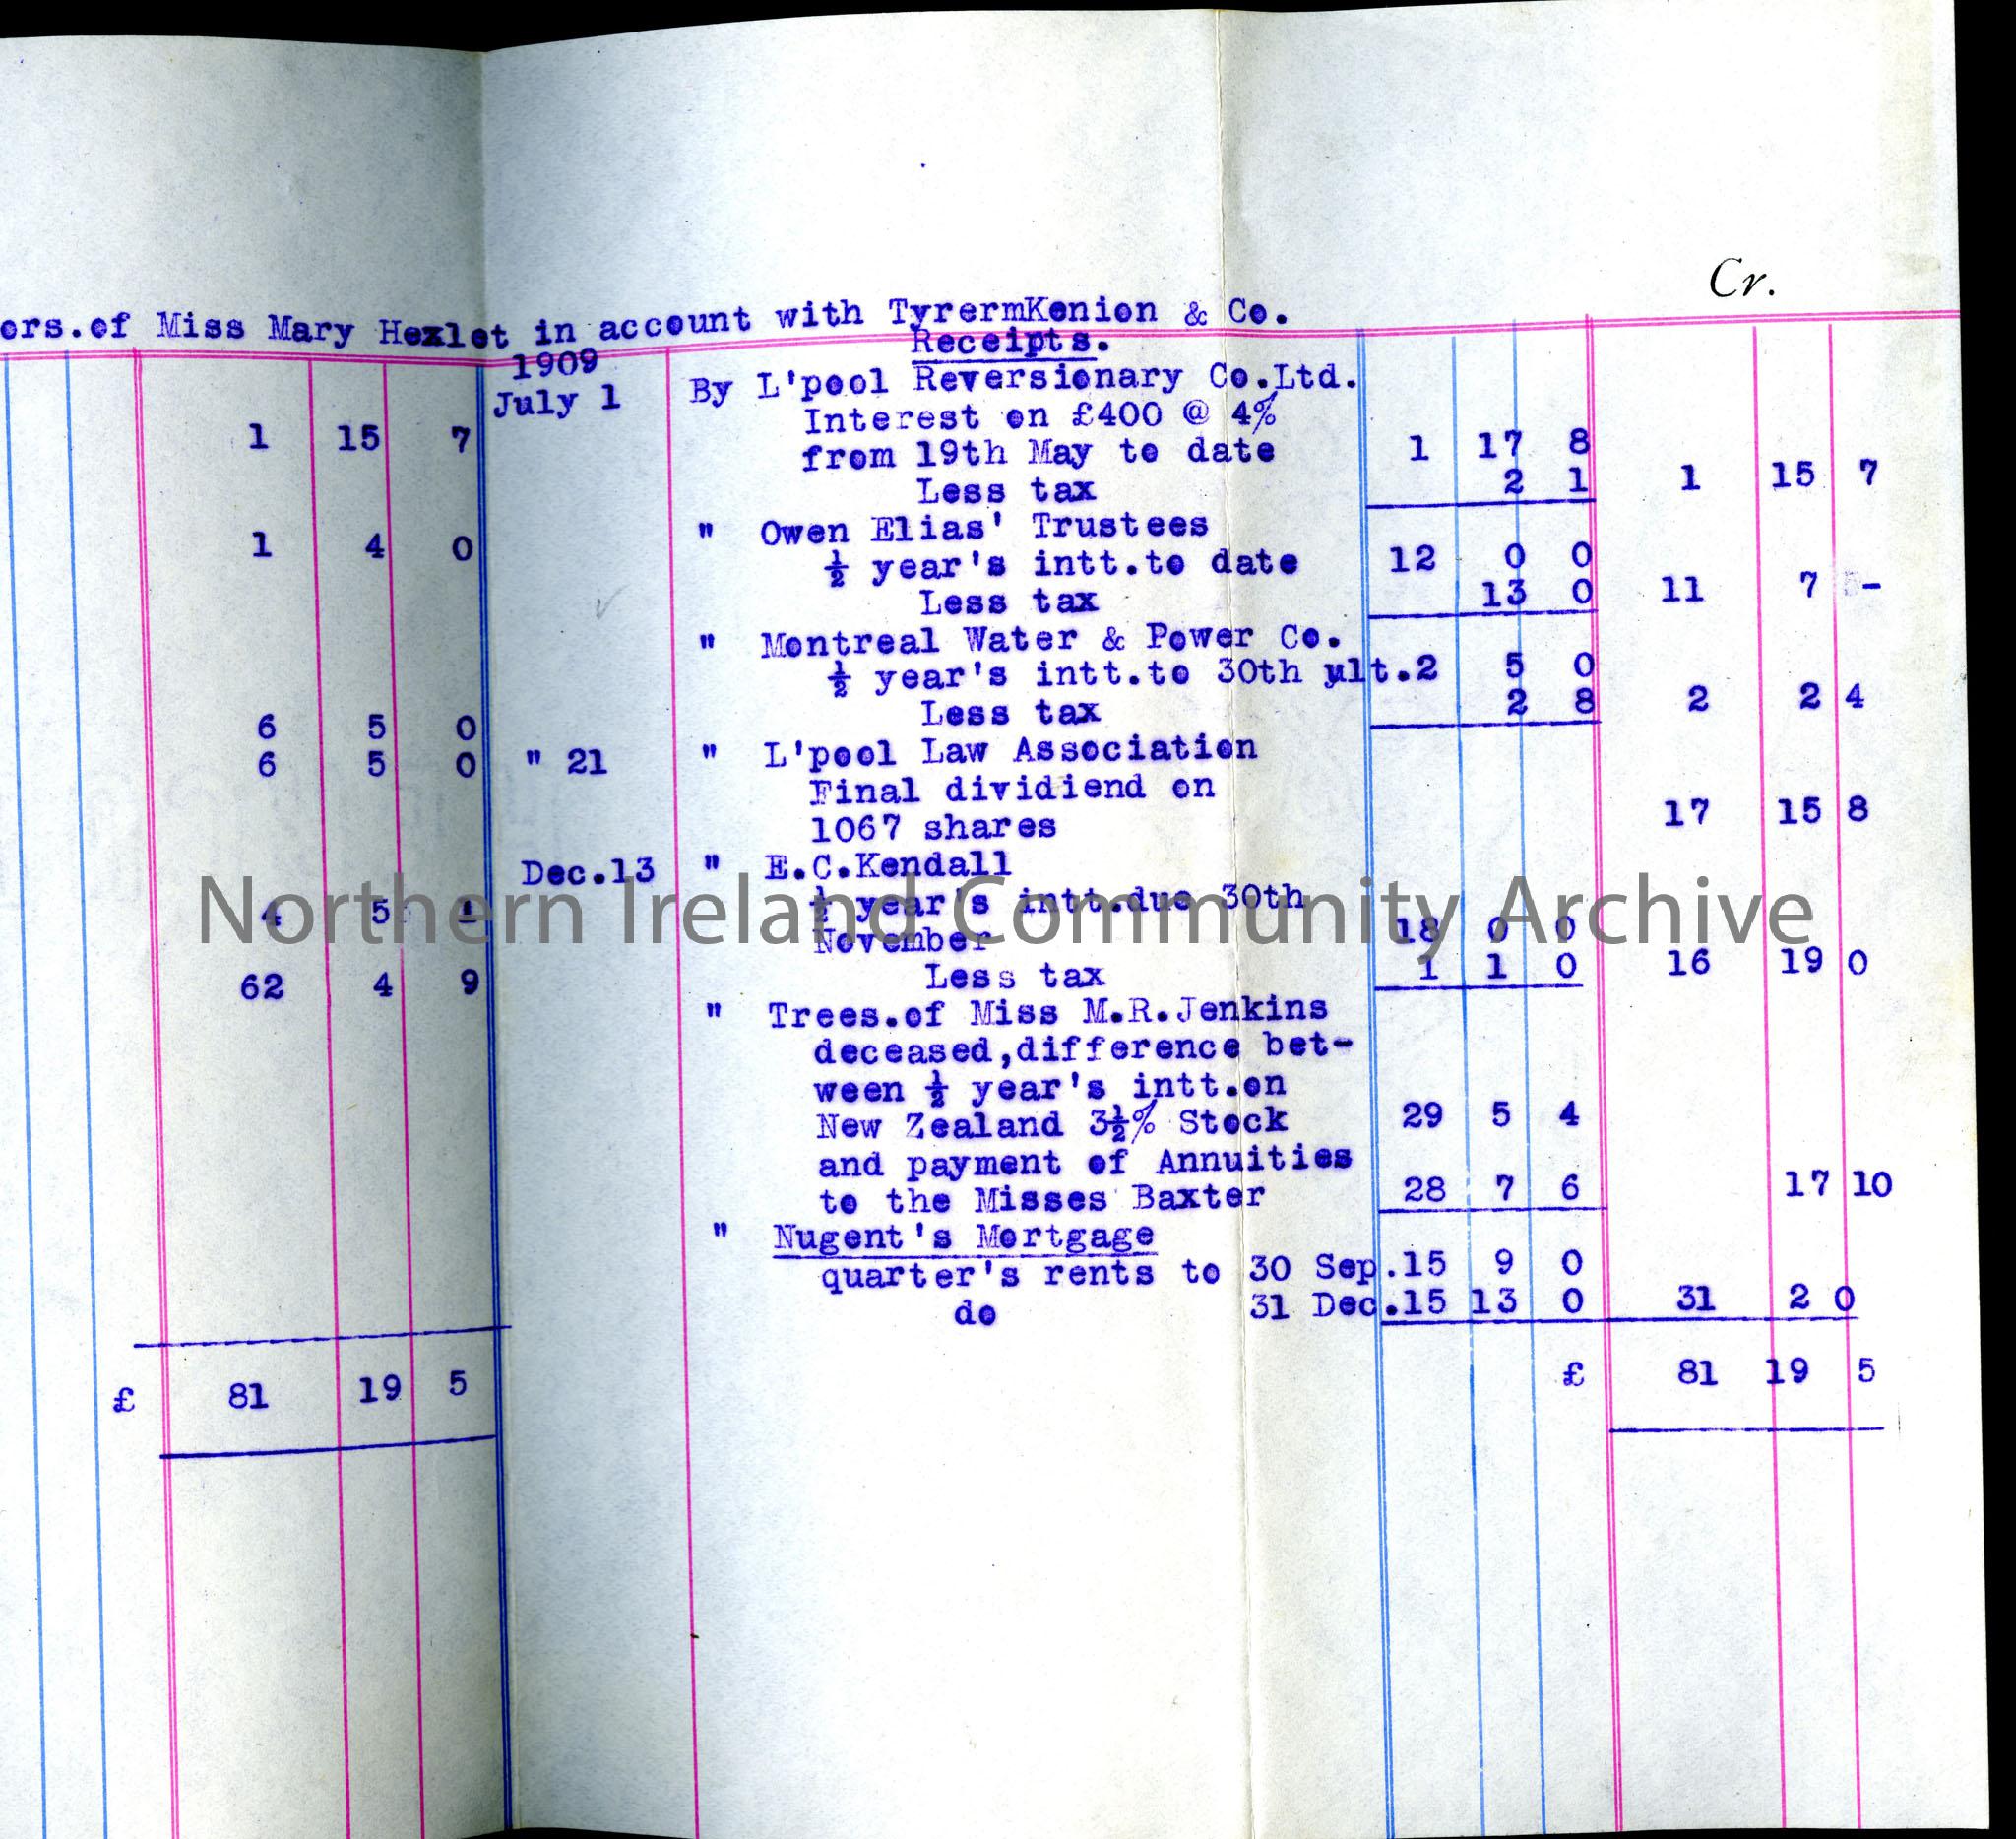 Cr.
ors.of Miss Mary Hexlet in account with TyrermKenion & Co.
Receipts.
1909
July 1 By L'pool Reversionary Co.Ltd.
Interest on £400 @ 4%
1 15 7 from 19th May to date 1 17 8
Less tax 2 1 1 15 7
" Owen Elias' Trustees
1 4 0 ½ year's intt.to date 12 0 0
Less tax 13 0 11 7 -
" Montreal Water & Power Co.
½ year's intt.to 30th ult.2 5 0
6 5 0 Less tax 2 8 2 2 4
6 5 0 " 21 " L'pool Law Association
Final dividiend on
1067 shares 17 15 8
Dec.13 " E.C.Kendall
4 5 1 ½ year's intt.due 30th
November 18 0 0
62 4 9 Less tax 1 1 0 16 19 0
" Trees.of Miss M.R.Jenkins
deceased,difference bet-
ween ½ year's intt.on
New Zealand 3½% Stock 29 5 4
and payment of Annuities
to the Misses Baxter 28 7 6 17 10
" Nugent's Mortgage
quarter's rents to 30 Sep.15 9 0
do 31 Dec.15 13 0 31 2 0
£ 81 19 5 £ 81 19 5
Northern Ireland Community Archive